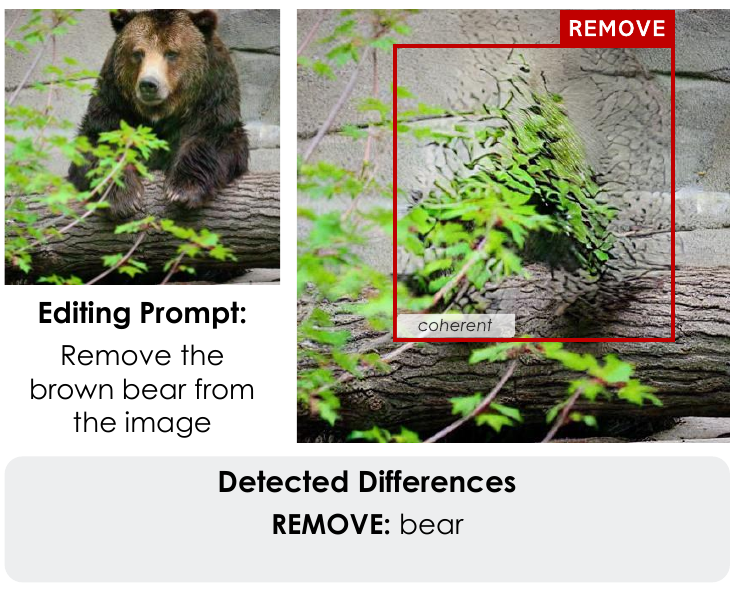 REMOVE
coherent
Editing Prompt:
Remove the
brown bear from
the image
Detected Differences
REMOVE: bear